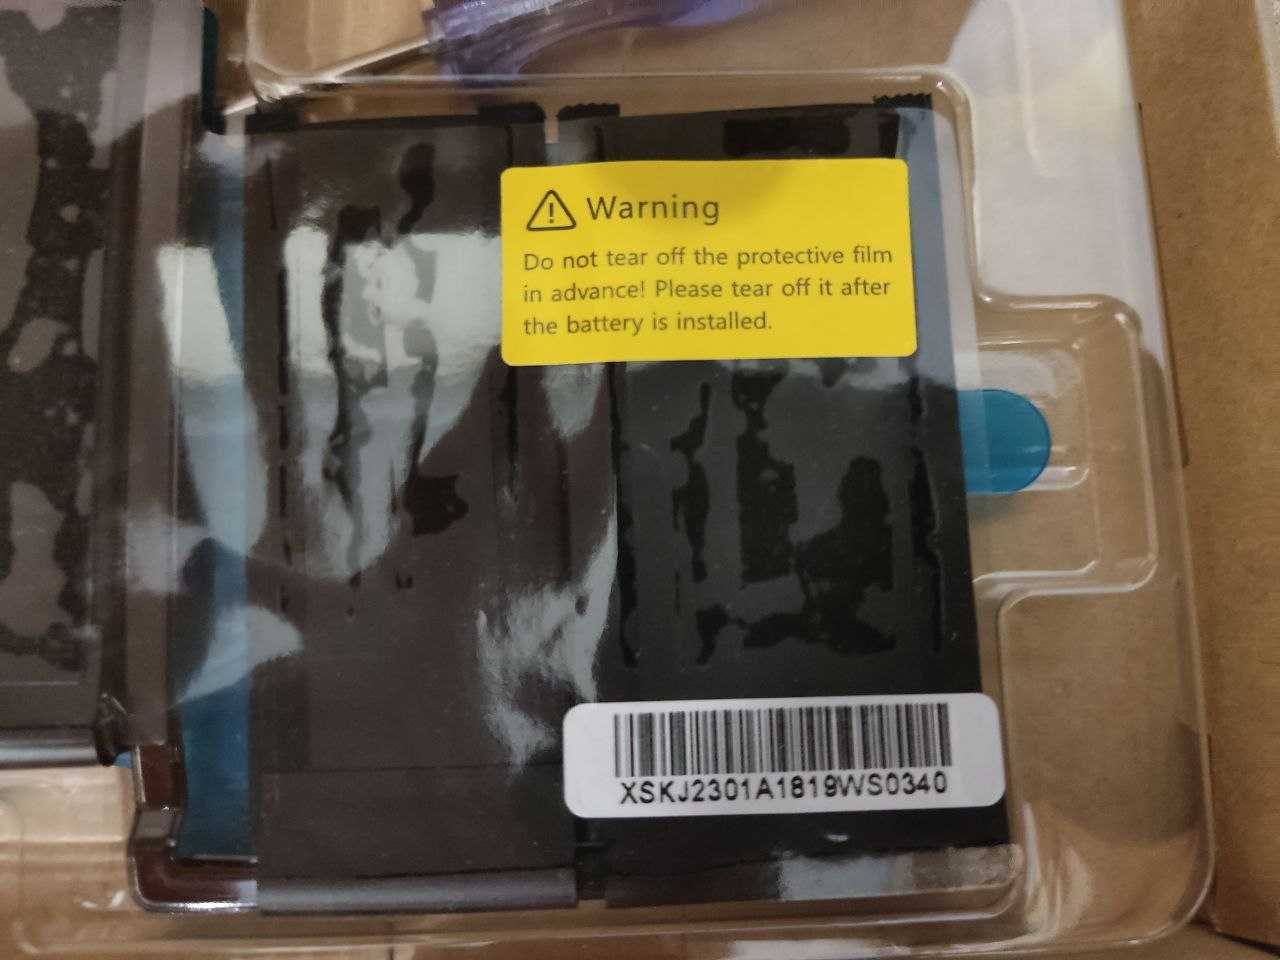 Warning
Do not tear off the protective film
in advance! Please tear off it after
the battery is installed.
XSKJ2301A1819WS0340